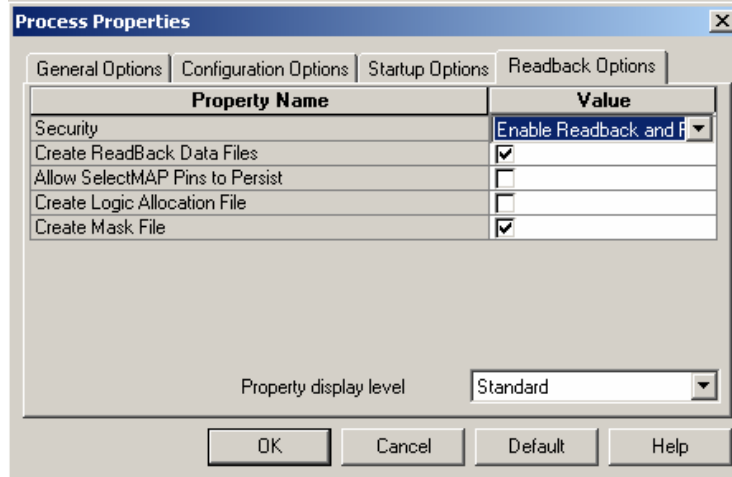 Process Properties
General Options Configuration Options Startup Options Readback Options
Property Name Value
Security Enable Readback and
Create ReadBack Data Files
Allow SelectMAP Pins to Persist
Create Logic Allocation File
Create Mask File
Property display level Standard
OK Cancel Default Help